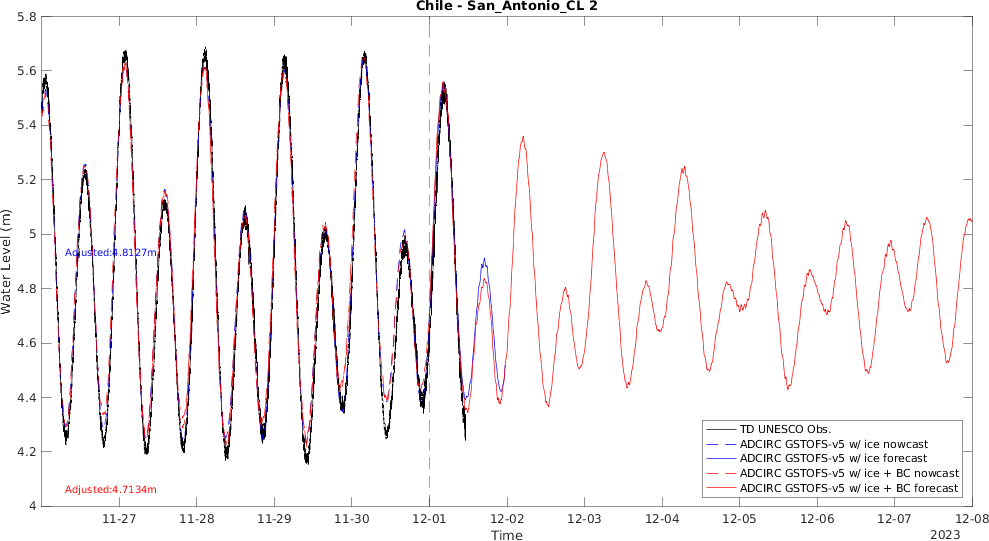 Chile - San_Antonio_CL 2
5.8
5.6
5.4
5.2
5
4.8
4.6
4.4
4.2
4
Water Level (m)
Adjusted:4.8127m
Adjusted:4.7134m
TD UNESCO Obs.
ADCIRC GSTOFS-v5 w/ ice nowcast
ADCIRC GSTOFS-v5 w/ ice forecast
ADCIRC GSTOFS-v5 w/ ice + BC nowcast
ADCIRC GSTOFS-v5 w/ ice + BC forecast
11-27 11-28 11-29 11-30 12-01 12-02 12-03 12-04 12-05 12-06 12-07 12-08
Time
2023